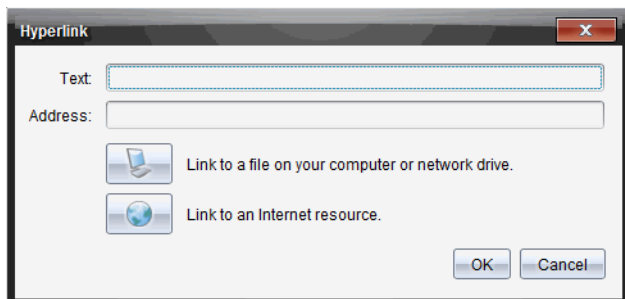 Hyperlink
Text:
Address:
Link to a file on your computer or network drive.
Link to an Internet resource.
OK Cancel